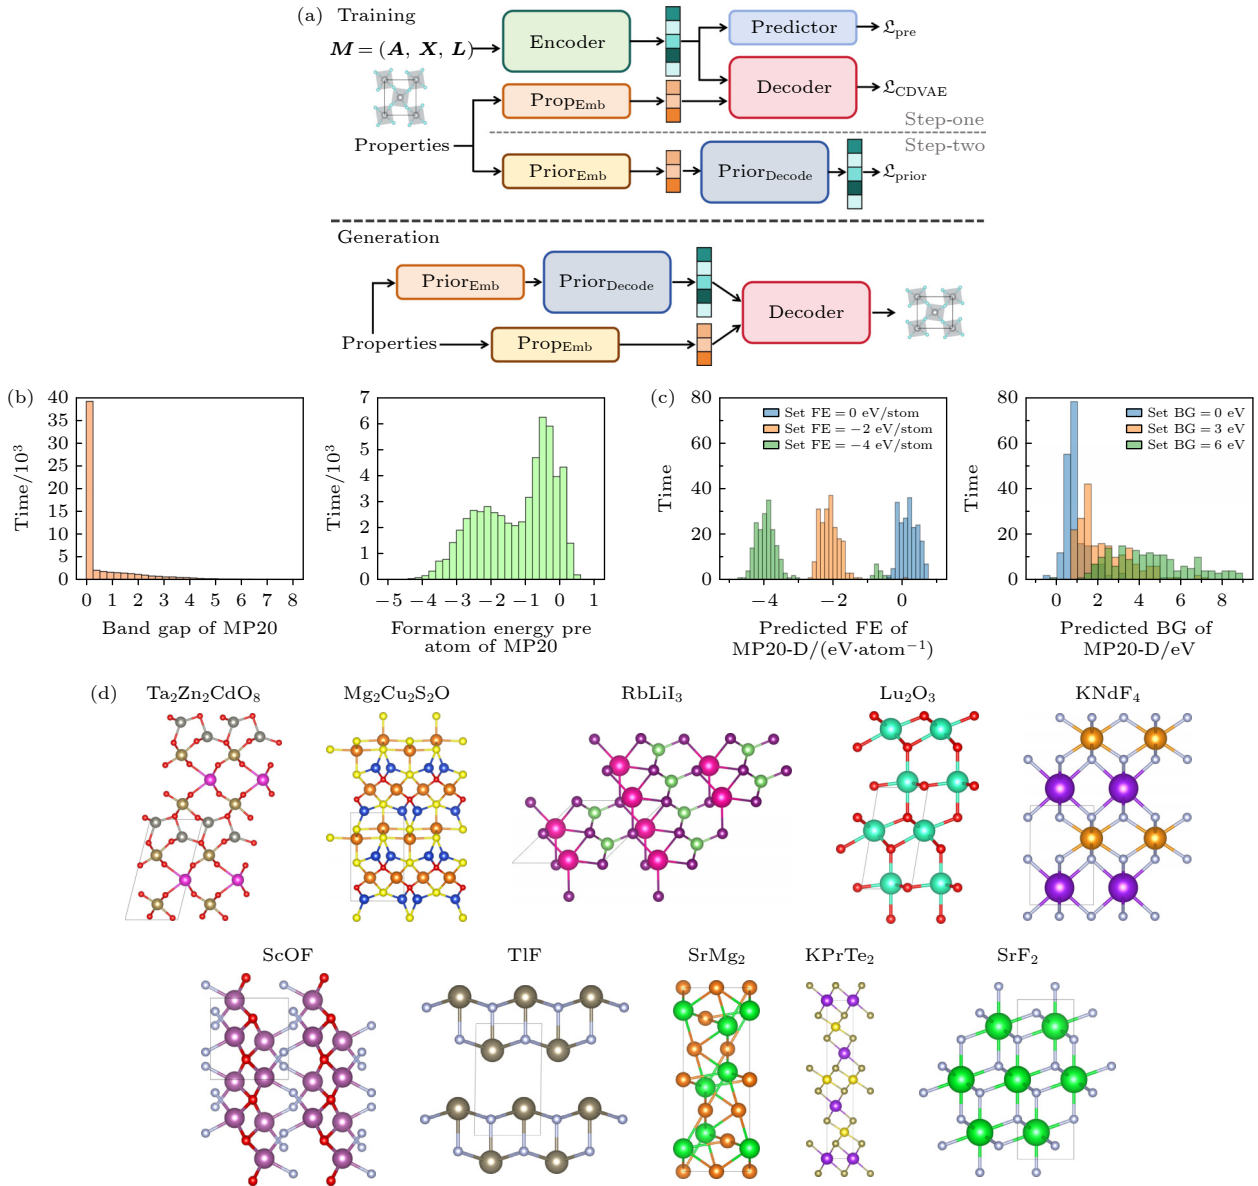 (a) Training
M = (A, X, L)
Encoder
Predictor
𝔏pre
PropEmb
Decoder
𝔏CDVAE
Step-one
Step-two
Properties
PriorEmb
PriorDecode
𝔏prior
Generation
PriorEmb
PriorDecode
Decoder
Properties
PropEmb
(b)
Time/10³
40
35
30
25
20
15
10
5
0
0 1 2 3 4 5 6 7 8
Band gap of MP20
Time/10³
7
6
5
4
3
2
1
0
−5 −4 −3 −2 −1 0 1
Formation energy pre
atom of MP20
(c)
Time
80
60
40
20
0
Set FE = 0 eV/stom
Set FE = −2 eV/stom
Set FE = −4 eV/stom
−4 −2 0
Predicted FE of
MP20-D/(eV·atom⁻¹)
Time
80
60
40
20
0
Set BG = 0 eV
Set BG = 3 eV
Set BG = 6 eV
0 2 4 6 8
Predicted BG of
MP20-D/eV
(d)
Ta₂Zn₂CdO₈
Mg₂Cu₂S₂O
RbLiI₃
Lu₂O₃
KNdF₄
ScOF
TlF
SrMg₂
KPrTe₂
SrF₂